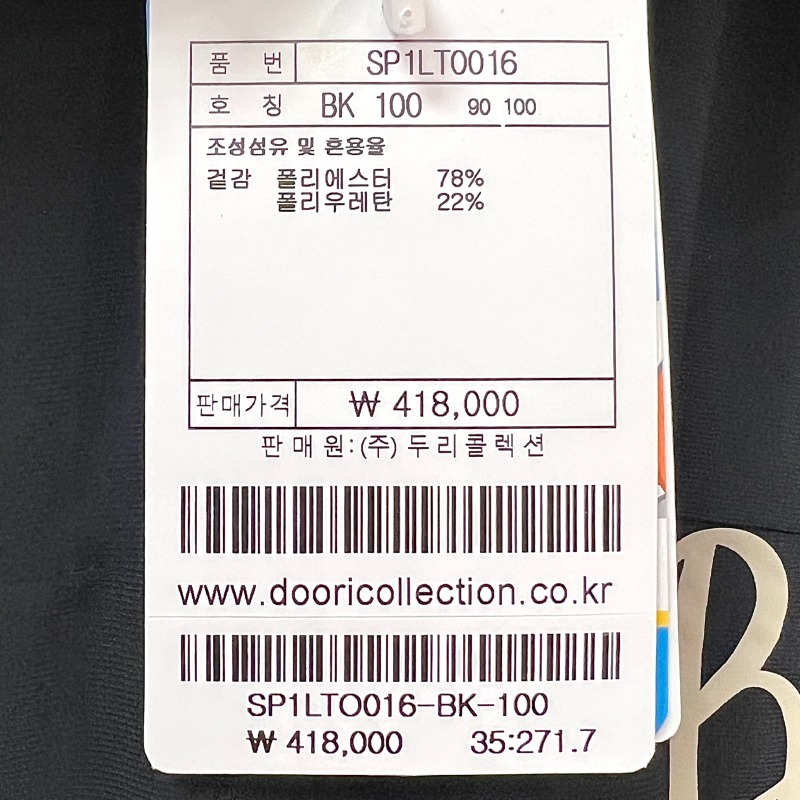 품 번 SP1LTO016
호 칭 BK 100 90 100
조성섬유 및 혼용율
겉감 폴리에스터 78%
폴리우레탄 22%
판매가격 ₩ 418,000
판 매 원: (주) 두 리 콜 렉 션
www.dooricollection.co.kr
SP1LTO016-BK-100
₩ 418,000 35:271.7
B